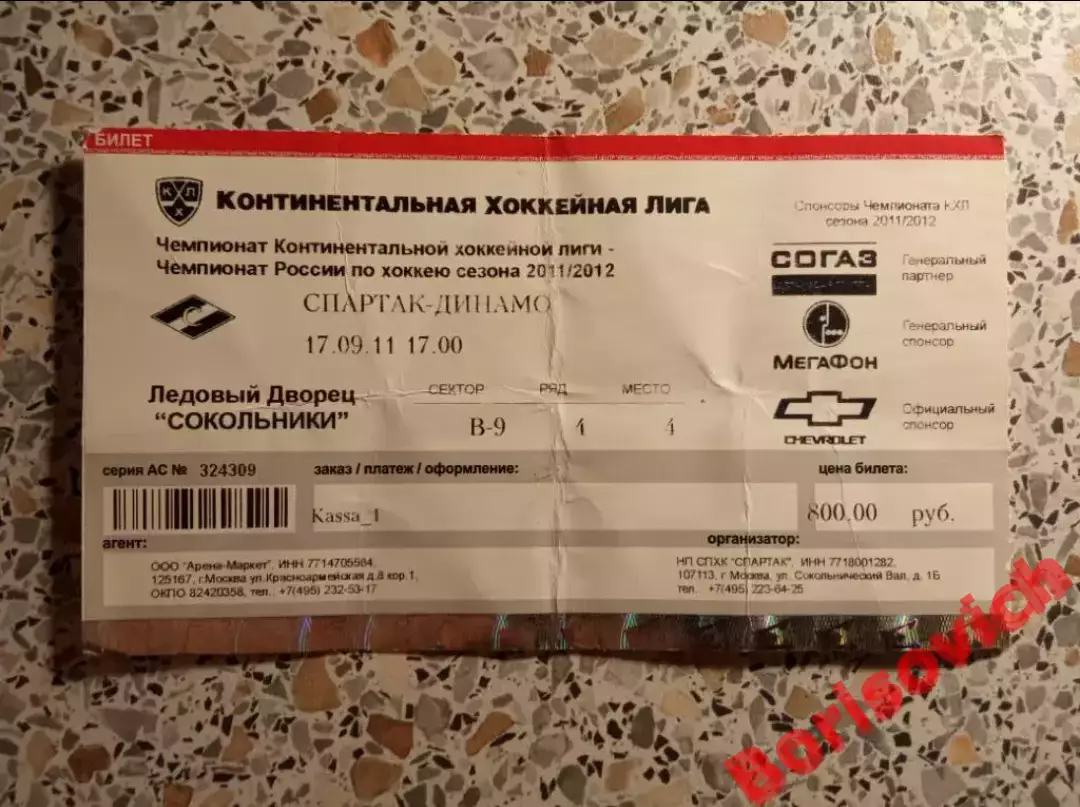 БИЛЕТ
КХЛ
КОНТИНЕНТАЛЬНАЯ ХОККЕЙНАЯ ЛИГА
Спонсоры Чемпионата КХЛ
сезона 2011/2012
Чемпионат Континентальной хоккейной лиги -
Чемпионат России по хоккею сезона 2011/2012
СПАРТАК-ДИНАМО
17.09.11 17.00
СОГАЗ
Генеральный
партнер
МЕГАФОН
Генеральный
спонсор
CHEVROLET
Официальный
спонсор
Ледовый Дворец
"СОКОЛЬНИКИ"
СЕКТОР РЯД МЕСТО
В-9 4 4
серия АС № 324309
заказ / платеж / оформление:
цена билета:
Kassa_1
800.00 руб.
агент:
организатор:
ООО "Арена-Маркет", ИНН 7714705584,
125167, г.Москва ул.Красноармейская д.8 кор.1,
ОКПО 82420358, тел. +7(495) 232-53-17
НП СПХК "СПАРТАК", ИНН 7718001282,
107113, г. Москва, ул. Сокольнический Вал, д. 1Б
тел. +7(495) 223-64-25
Borisovich